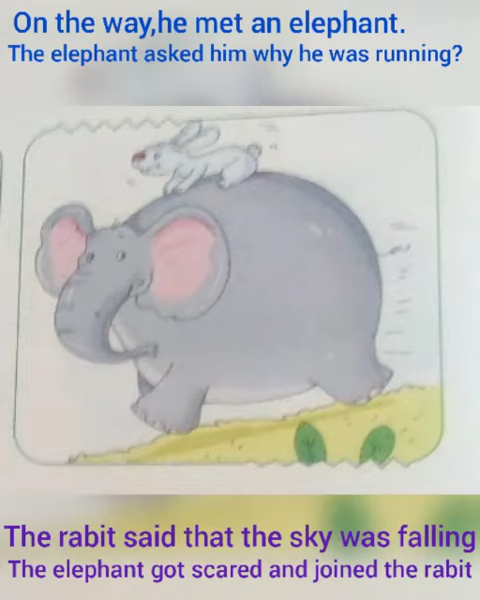 On the way,he met an elephant.
The elephant asked him why he was running?
The rabit said that the sky was falling
The elephant got scared and joined the rabit